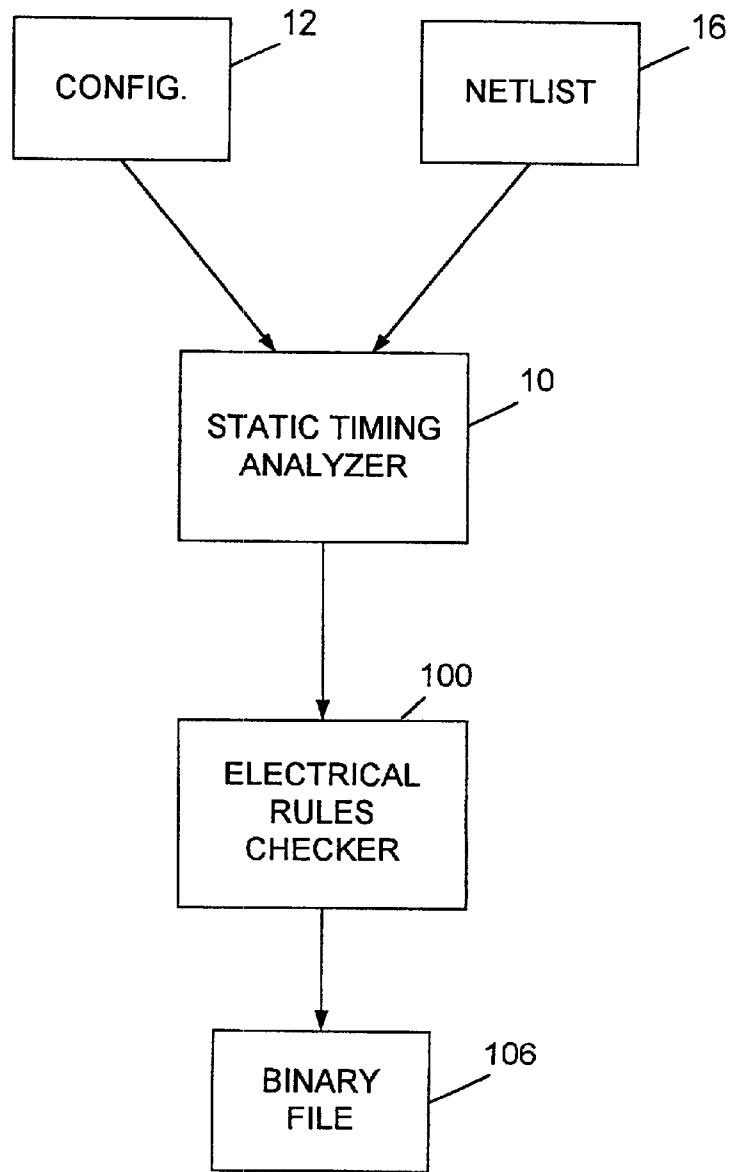 12
16
CONFIG.
NETLIST
10
STATIC TIMING
ANALYZER
100
ELECTRICAL
RULES
CHECKER
106
BINARY
FILE